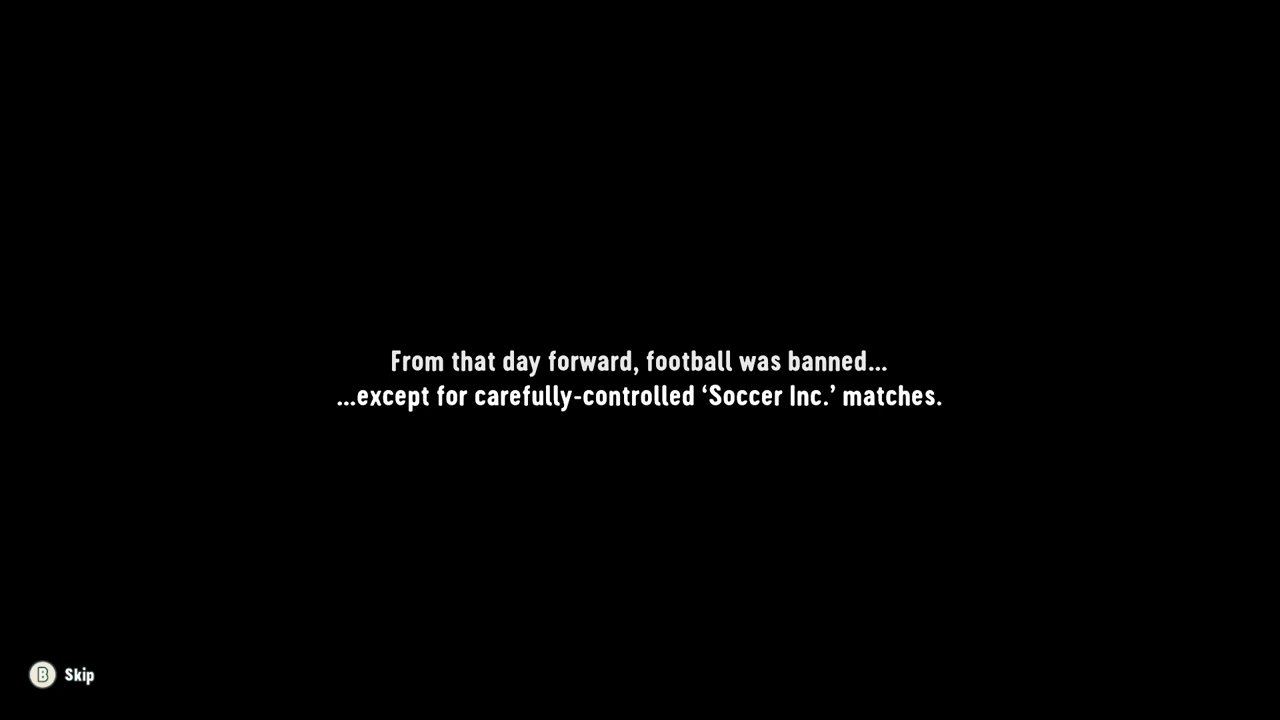 From that day forward, football was banned...
...except for carefully-controlled ‘Soccer Inc.’ matches.
B Skip